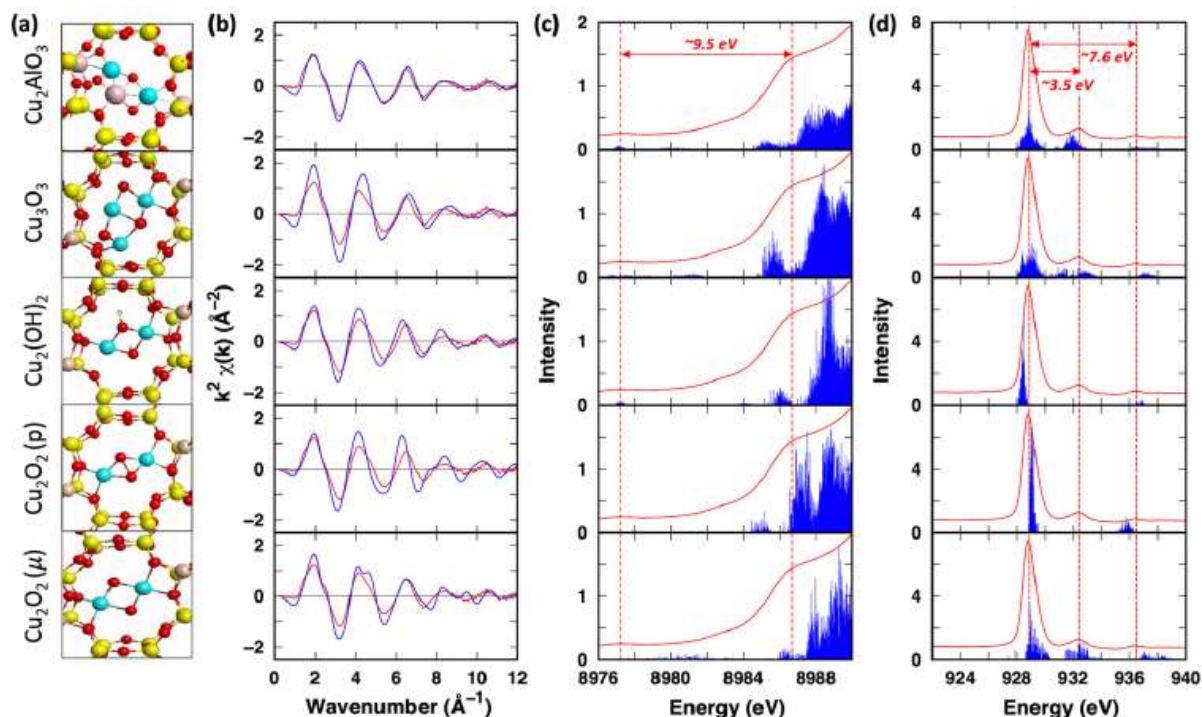 (a)
(b)
(c)
(d)
Cu₂AlO₃
Cu₃O₃
Cu₂(OH)₂
Cu₂O₂(p)
Cu₂O₂(μ)
k² χ(k) (Å⁻²)
2
0
−2
2
0
−2
2
0
−2
2
0
−2
2
0
−2
0 2 4 6 8 10 12
Wavenumber (Å⁻¹)
Intensity
~9.5 eV
2
1
0
1
0
1
0
1
0
1
0
8976 8980 8984 8988
Energy (eV)
Intensity
~7.6 eV
~3.5 eV
8
4
0
4
0
4
0
4
0
4
0
924 928 932 936 940
Energy (eV)